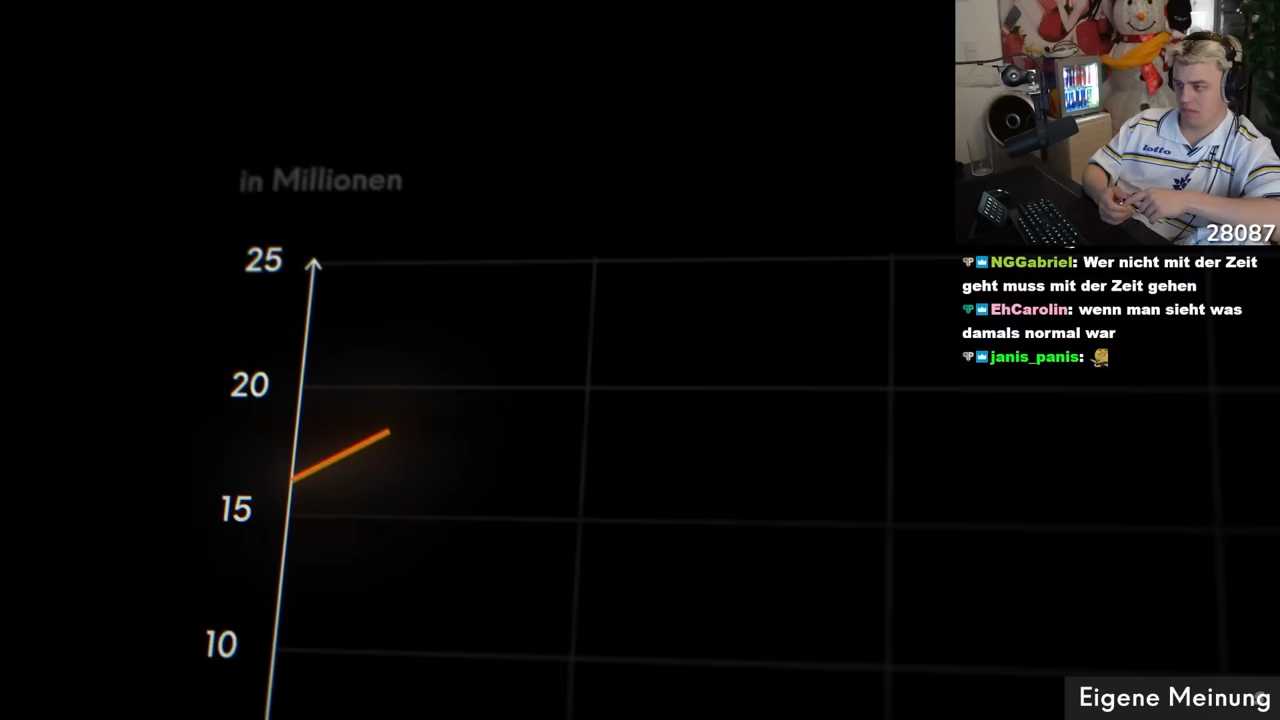 in Millionen
25
20
15
10
lotto
28087
NGGabriel: Wer nicht mit der Zeit
geht muss mit der Zeit gehen
EhCarolin: wenn man sieht was
damals normal war
janis_panis:
Eigene Meinung